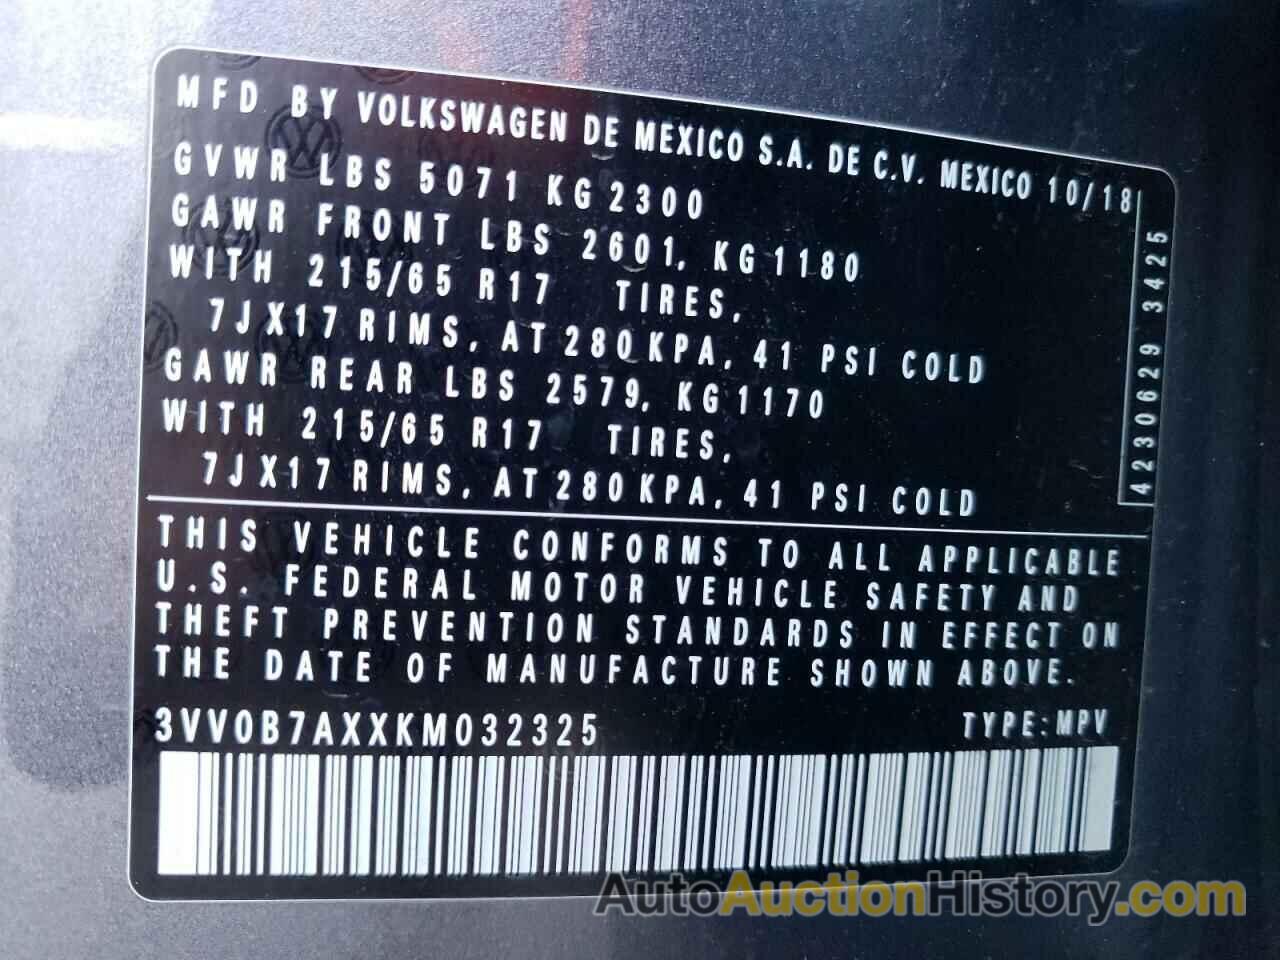 MFD. BY VOLKSWAGEN DE MEXICO S.A. DE C.V. MEXICO 10/18
GVWR LBS 5071 KG 2300
GAWR FRONT LBS 2601, KG 1180
WITH 215/65 R17 TIRES,
7JX17 RIMS, AT 280 KPA, 41 PSI COLD
GAWR REAR LBS 2579, KG 1170
WITH 215/65 R17 TIRES,
7JX17 RIMS, AT 280 KPA, 41 PSI COLD
4230629 3425
THIS VEHICLE CONFORMS TO ALL APPLICABLE
U.S. FEDERAL MOTOR VEHICLE SAFETY AND
THEFT PREVENTION STANDARDS IN EFFECT ON
THE DATE OF MANUFACTURE SHOWN ABOVE.
3VV0B7AXXKM032325 TYPE:MPV
AutoAuctionHistory.com